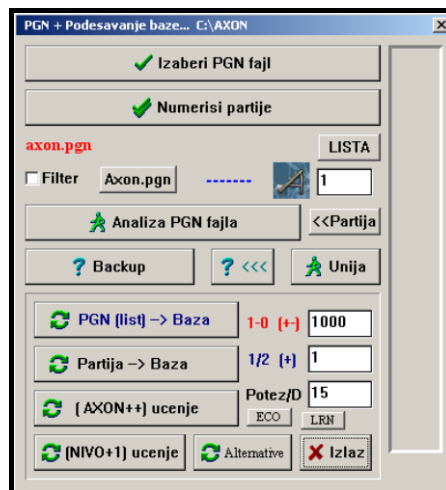 PGN + Podesavanje baze... C:\AXON
Izaberi PGN fajl
Numerisi partije
axon.pgn
LISTA
Filter Axon.pgn ------- 1
Analiza PGN fajla <<Partija
? Backup ? <<< Unija
PGN (list) –> Baza 1-0 (+-) 1000
Partija –> Baza 1/2 (+) 1
Potez/D 15
( AXON++) ucenje ECO LRN
(NIVO+1) ucenje Alternative Izlaz